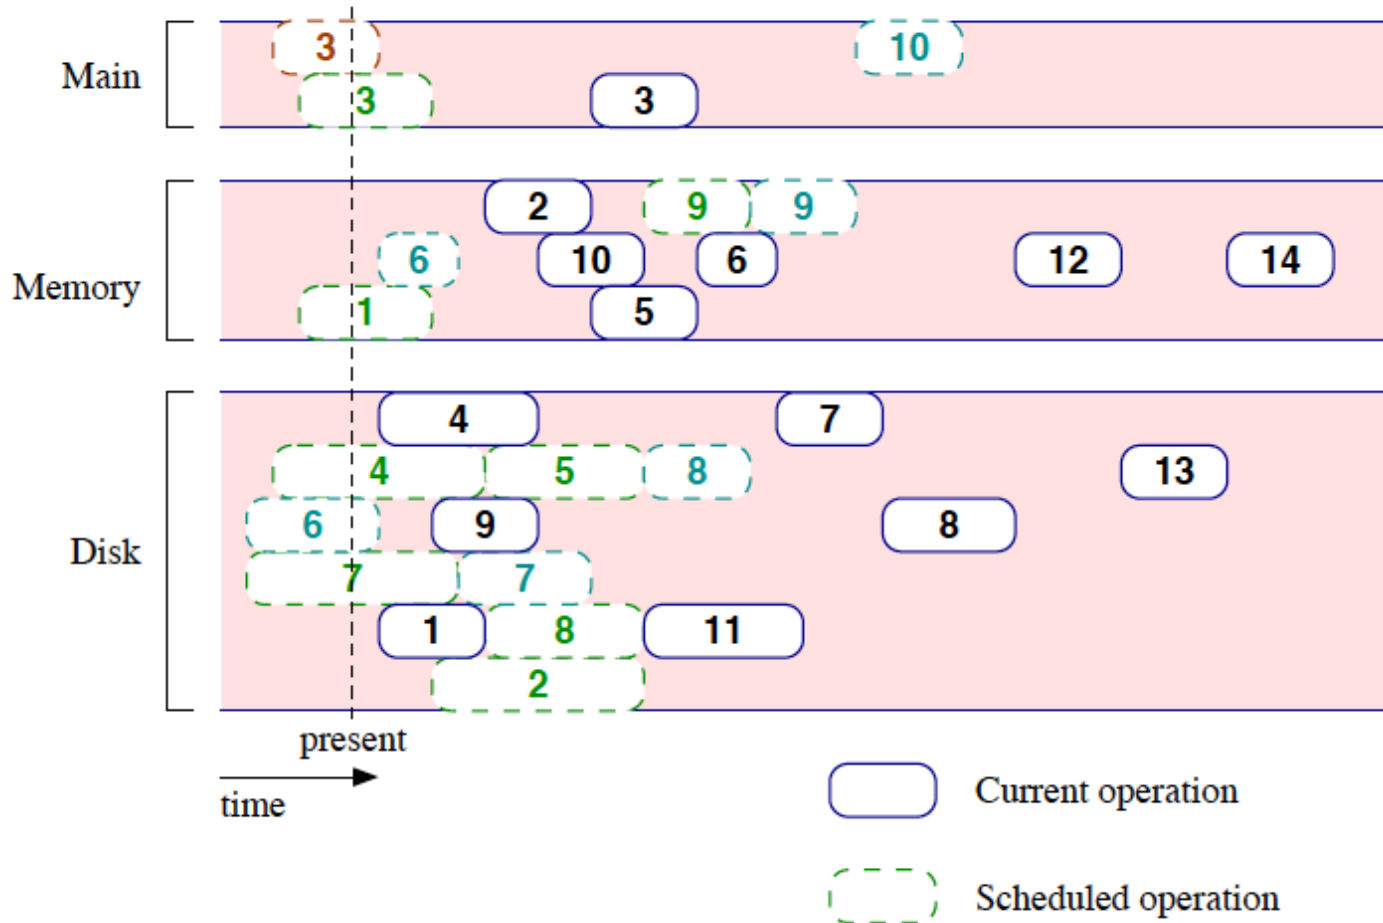 3 10
Main
3 3
2 9 9
6 10 6 12 14
Memory
1 5
4 7
4 5 8 13
6 9 8
Disk
7 7
1 8 11
2
present
time
Current operation
Scheduled operation